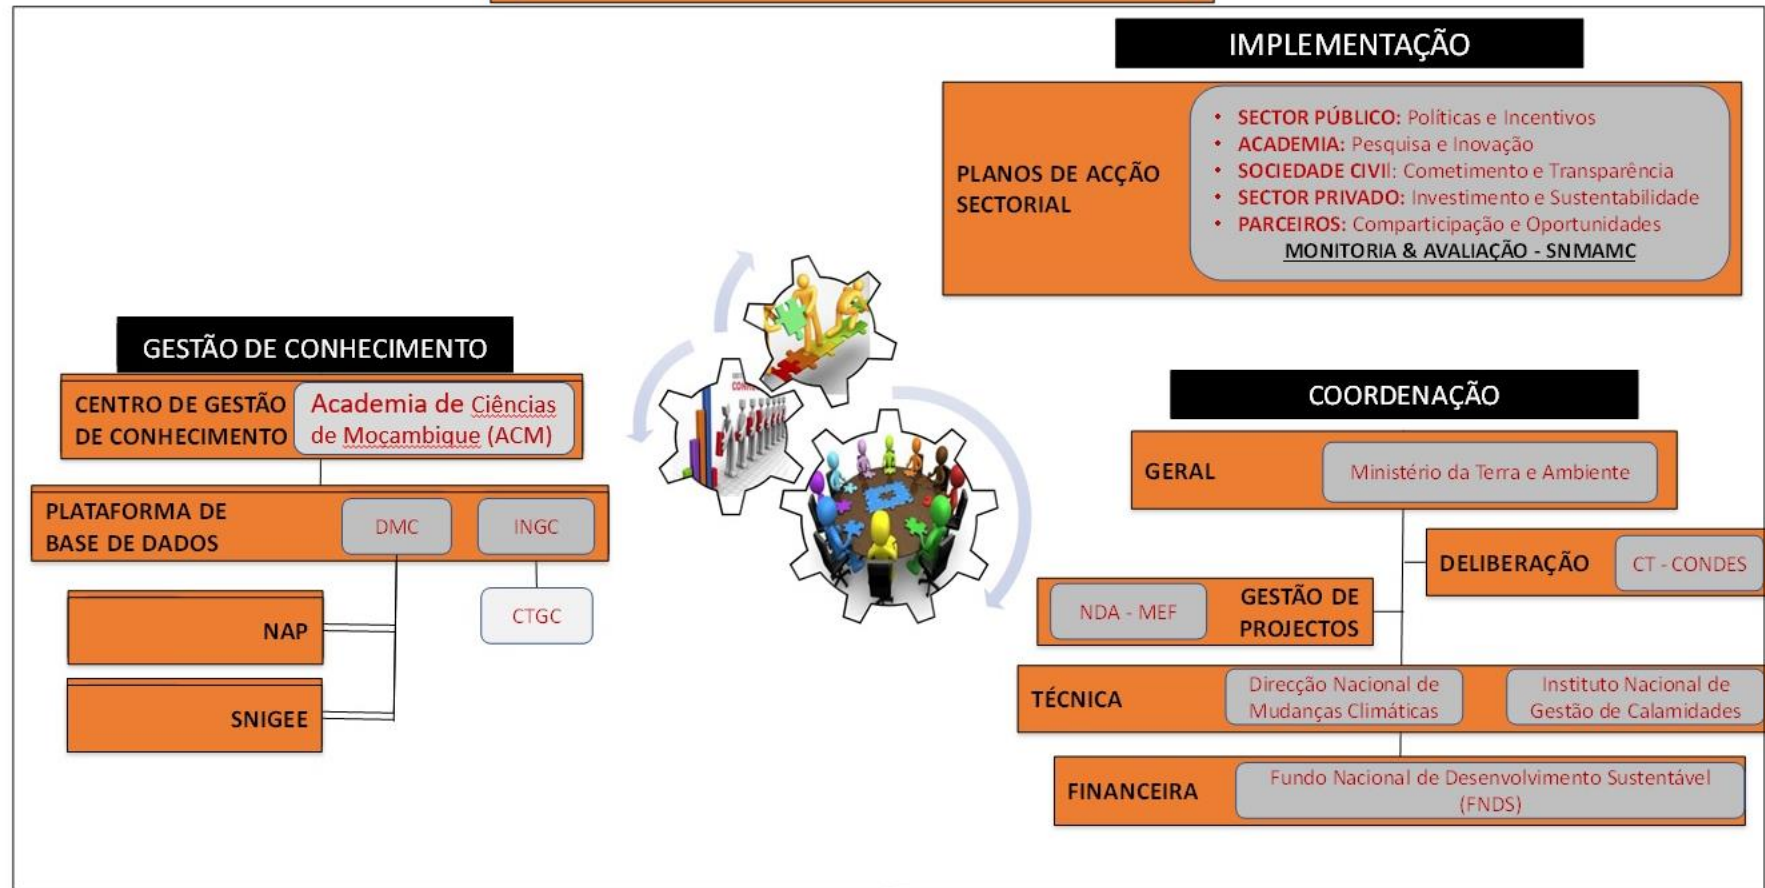 IMPLEMENTAÇÃO
PLANOS DE ACÇÃO
SECTORIAL
• SECTOR PÚBLICO: Políticas e Incentivos
• ACADEMIA: Pesquisa e Inovação
• SOCIEDADE CIVIl: Cometimento e Transparência
• SECTOR PRIVADO: Investimento e Sustentabilidade
• PARCEIROS: Comparticipação e Oportunidades
MONITORIA & AVALIAÇÃO - SNMAMC
GESTÃO DE CONHECIMENTO
CENTRO DE GESTÃO
DE CONHECIMENTO
Academia de Ciências
de Moçambique (ACM)
PLATAFORMA DE
BASE DE DADOS
DMC
INGC
CTGC
NAP
SNIGEE
COORDENAÇÃO
GERAL
Ministério da Terra e Ambiente
DELIBERAÇÃO
CT - CONDES
NDA - MEF
GESTÃO DE
PROJECTOS
TÉCNICA
Direcção Nacional de
Mudanças Climáticas
Instituto Nacional de
Gestão de Calamidades
FINANCEIRA
Fundo Nacional de Desenvolvimento Sustentável
(FNDS)